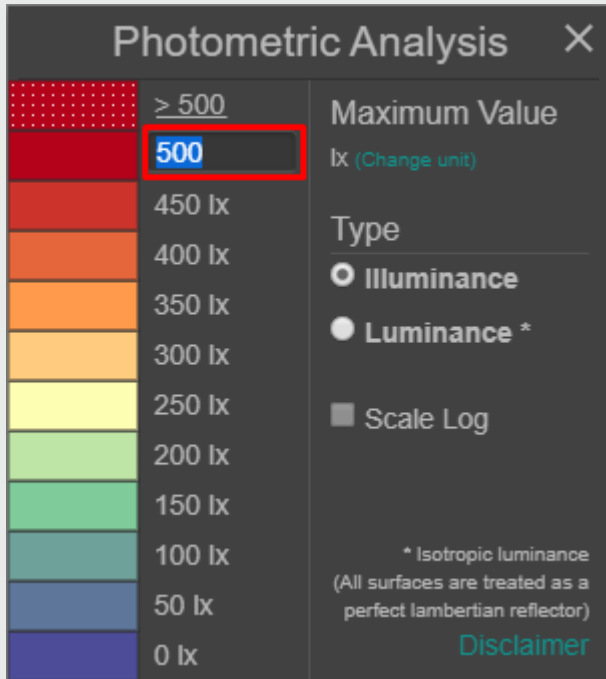 Photometric Analysis
> 500
500
450 lx
400 lx
350 lx
300 lx
250 lx
200 lx
150 lx
100 lx
50 lx
0 lx
Maximum Value
lx (Change unit)
Type
Illuminance
Luminance *
Scale Log
* Isotropic luminance
(All surfaces are treated as a
perfect lambertian reflector)
Disclaimer